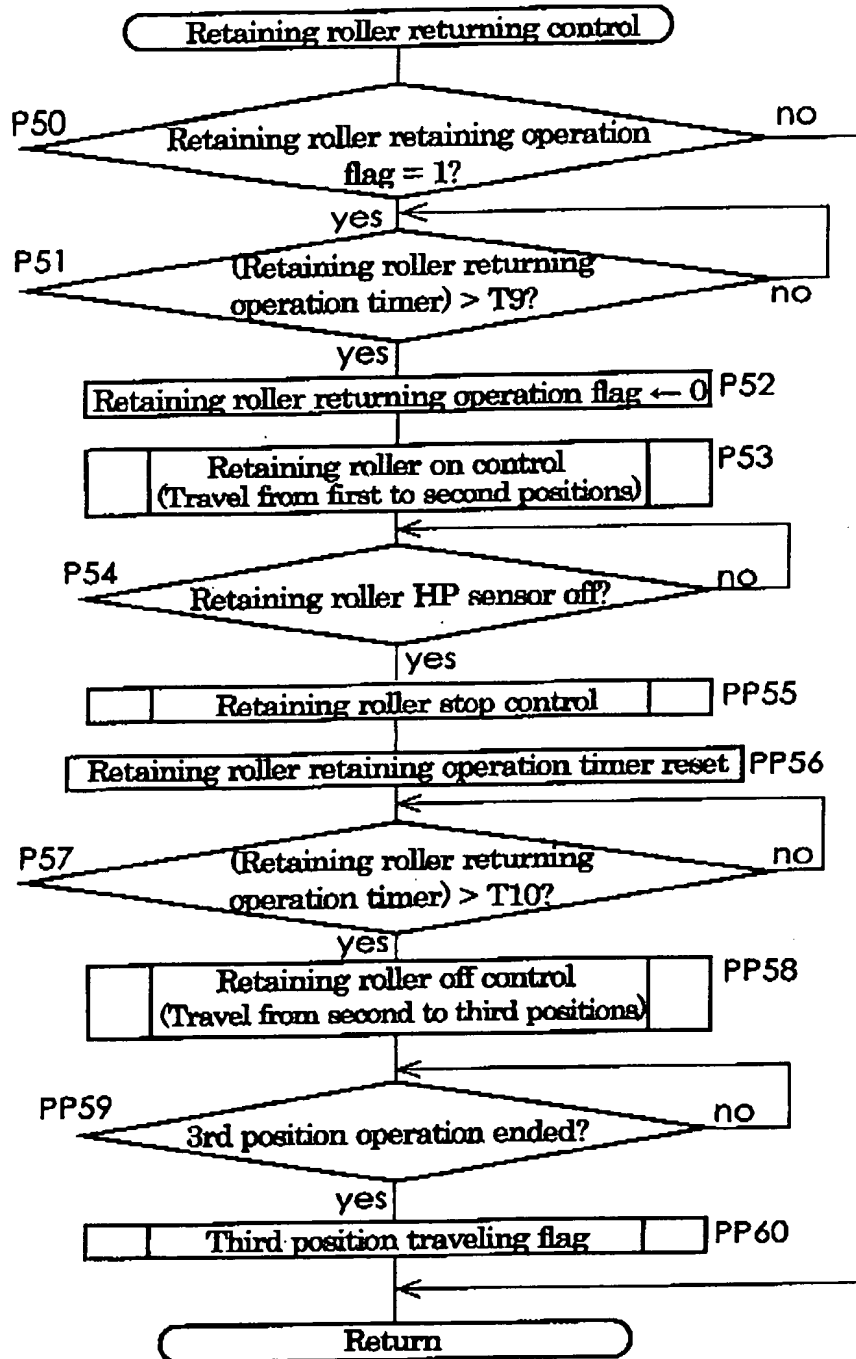 Retaining roller returning control
P50
no
Retaining roller retaining operation
flag = 1?
yes
P51
(Retaining roller returning
operation timer) > T9?
no
yes
Retaining roller returning operation flag ← 0
P52
Retaining roller on control
(Travel from first to second positions)
P53
P54
Retaining roller HP sensor off?
no
yes
Retaining roller stop control
PP55
Retaining roller retaining operation timer reset
PP56
P57
(Retaining roller returning
operation timer) > T10?
no
yes
Retaining roller off control
(Travel from second to third positions)
PP58
PP59
3rd position operation ended?
no
yes
Third position traveling flag
PP60
Return